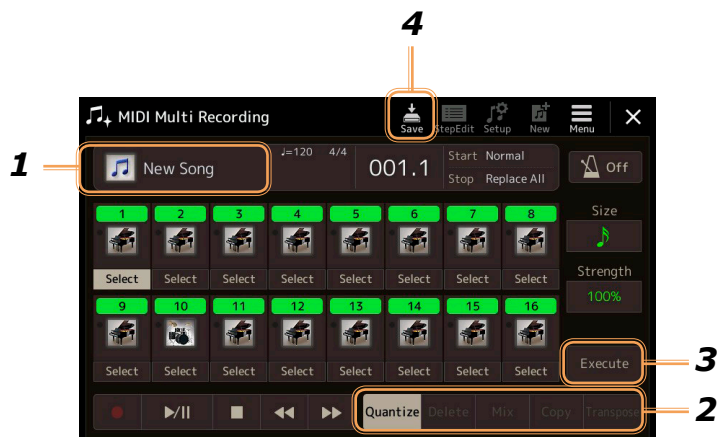 4
MIDI Multi Recording
Save StepEdit Setup New Menu
1
New Song
♩=120 4/4
001.1
Start Normal
Stop Replace All
Off
1 2 3 4 5 6 7 8
Size
Select Select Select Select Select Select Select Select
Strength
100%
9 10 11 12 13 14 15 16
Select Select Select Select Select Select Select Select
Execute
3
Quantize Delete Mix Copy Transpose
2